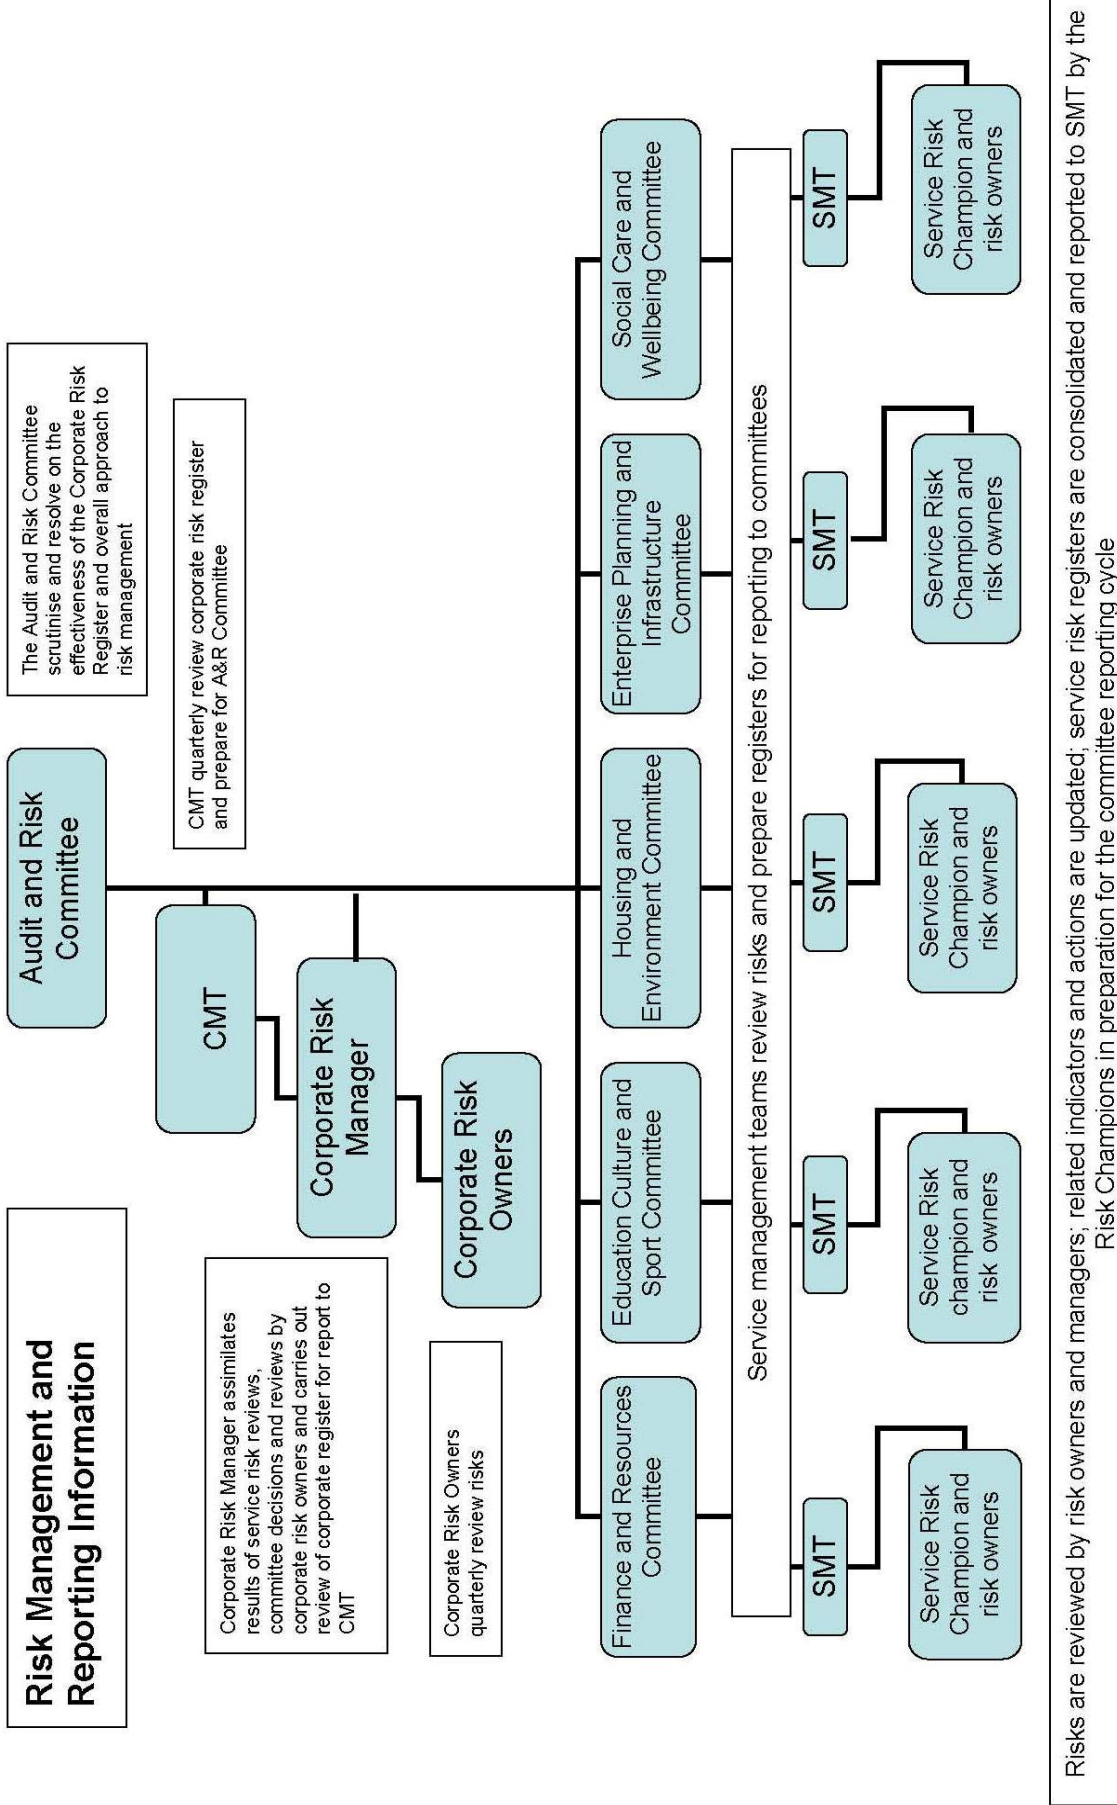 Risk Management and
Reporting Information
Audit and Risk
Committee
The Audit and Risk Committee
scrutinise and resolve on the
effectiveness of the Corporate Risk
Register and overall approach to
risk management
CMT
CMT quarterly review corporate risk register
and prepare for A&R Committee
Corporate Risk Manager assimilates
results of service risk reviews,
committee decisions and reviews by
corporate risk owners and carries out
review of corporate register for report to
CMT
Corporate Risk
Manager
Corporate Risk Owners
quarterly review risks
Corporate Risk
Owners
Finance and Resources
Committee
Education Culture and
Sport Committee
Housing and
Environment Committee
Enterprise Planning and
Infrastructure
Committee
Social Care and
Wellbeing Committee
Service management teams review risks and prepare registers for reporting to committees
SMT
SMT
SMT
SMT
SMT
Service Risk
Champion and
risk owners
Service Risk
champion and
risk owners
Service Risk
Champion and
risk owners
Service Risk
Champion and
risk owners
Service Risk
Champion and
risk owners
Risks are reviewed by risk owners and managers; related indicators and actions are updated; service risk registers are consolidated and reported to SMT by the
Risk Champions in preparation for the committee reporting cycle